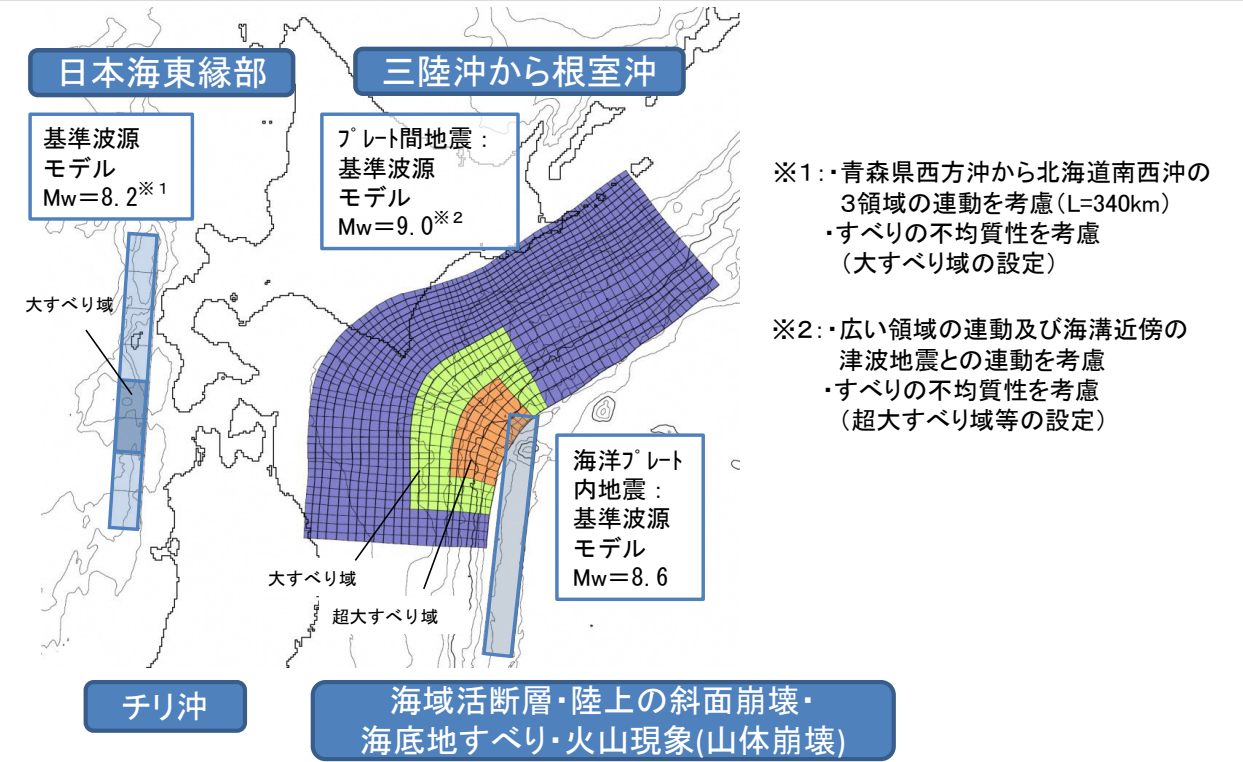 日本海東縁部
三陸沖から根室沖
基準波源
モデル
Mw=8.2※1
プレート間地震:
基準波源
モデル
Mw=9.0※2
大すべり域
大すべり域
超大すべり域
海洋プレート
内地震:
基準波源
モデル
Mw=8.6
※1:・青森県西方沖から北海道南西沖の
3領域の連動を考慮(L=340km)
・すべりの不均質性を考慮
(大すべり域の設定)
※2:・広い領域の連動及び海溝近傍の
津波地震との連動を考慮
・すべりの不均質性を考慮
(超大すべり域等の設定)
チリ沖
海域活断層・陸上の斜面崩壊・
海底地すべり・火山現象(山体崩壊)